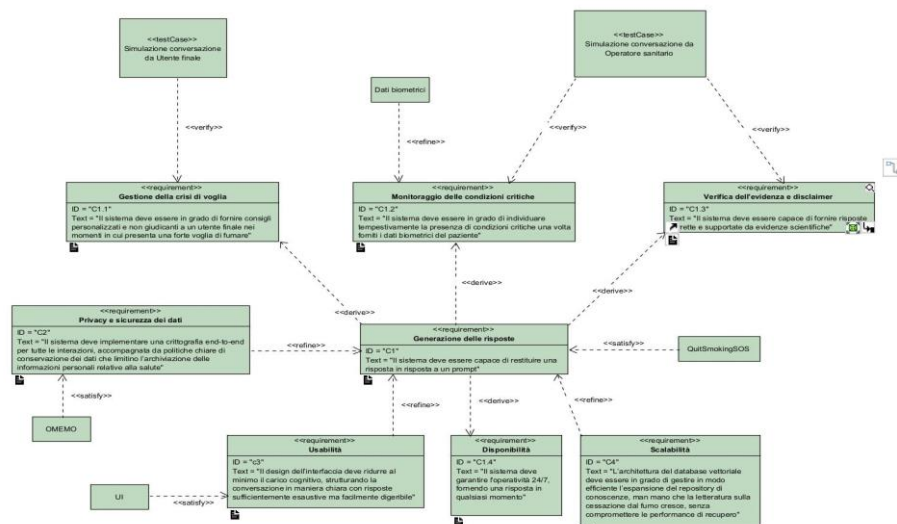 <<testCase>>
Simulazione conversazione
da Utente finale
<<testCase>>
Simulazione conversazione da
Operatore sanitario
Dati biometrici
<<verify>>
<<refine>>
<<verify>>
<<verify>>
<<requirement>>
Gestione della crisi di voglia
ID = "C1.1"
Text = "Il sistema deve essere in grado di fornire consigli
personalizzati e non giudicanti a un utente finale nei
momenti in cui presenta una forte voglia di fumare"
<<requirement>>
Monitoraggio delle condizioni critiche
ID = "C1.2"
Text = "Il sistema deve essere in grado di individuare
tempestivamente la presenza di condizioni critiche una volta
forniti i dati biometrici del paziente"
<<requirement>>
Verifica dell'evidenza e disclaimer
ID = "C1.3"
Text = "Il sistema deve essere capace di fornire risposte
rette e supportate da evidenze scientifiche"
<<derive>>
<<derive>>
<<derive>>
<<requirement>>
Privacy e sicurezza dei dati
ID = "C2"
Text = "Il sistema deve implementare una crittografia end-to-end
per tutte le interazioni, accompagnata da politiche chiare di
conservazione dei dati che limitino l'archiviazione delle
informazioni personali relative alla salute"
<<refine>>
<<requirement>>
Generazione delle risposte
ID = "C1"
Text = "Il sistema deve essere capace di restituire una
risposta in risposta a un prompt"
<<satisfy>>
QuitSmokingSOS
<<satisfy>>
OMEMO
<<refine>>
<<derive>>
<<refine>>
<<requirement>>
Usabilità
ID = "c3"
Text = "Il design dell'interfaccia deve ridurre al
minimo il carico cognitivo, strutturando la
conversazione in maniera chiara con risposte
sufficientemente esaustive ma facilmente digerible"
UI
<<satisfy>>
<<requirement>>
Disponibilità
ID = "C1.4"
Text = "Il sistema deve
garantire l'operatività 24/7,
fornendo una risposta in
qualsiasi momento"
<<requirement>>
Scalabilità
ID = "C4"
Text = "L'architettura del database vettoriale
deve essere in grado di gestire in modo
efficiente l'espansione del repository di
conoscenze, man mano che la letteratura sulla
cessazione dal fumo cresce, senza
compromettere le performance di recupero"